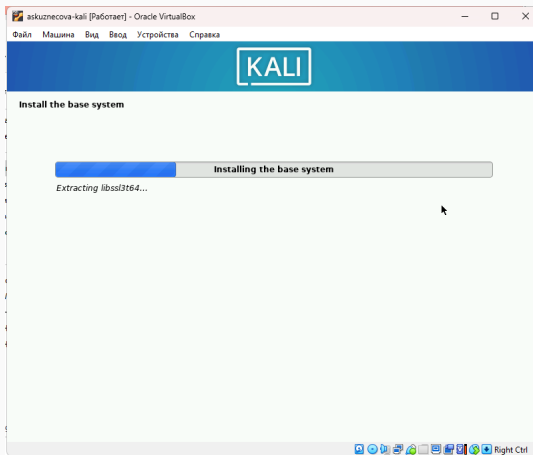 askuznecova-kali [Работает] - Oracle VirtualBox
Файл Машина Вид Ввод Устройства Справка
KALI
Install the base system
Installing the base system
Extracting libssl3t64...
Right Ctrl